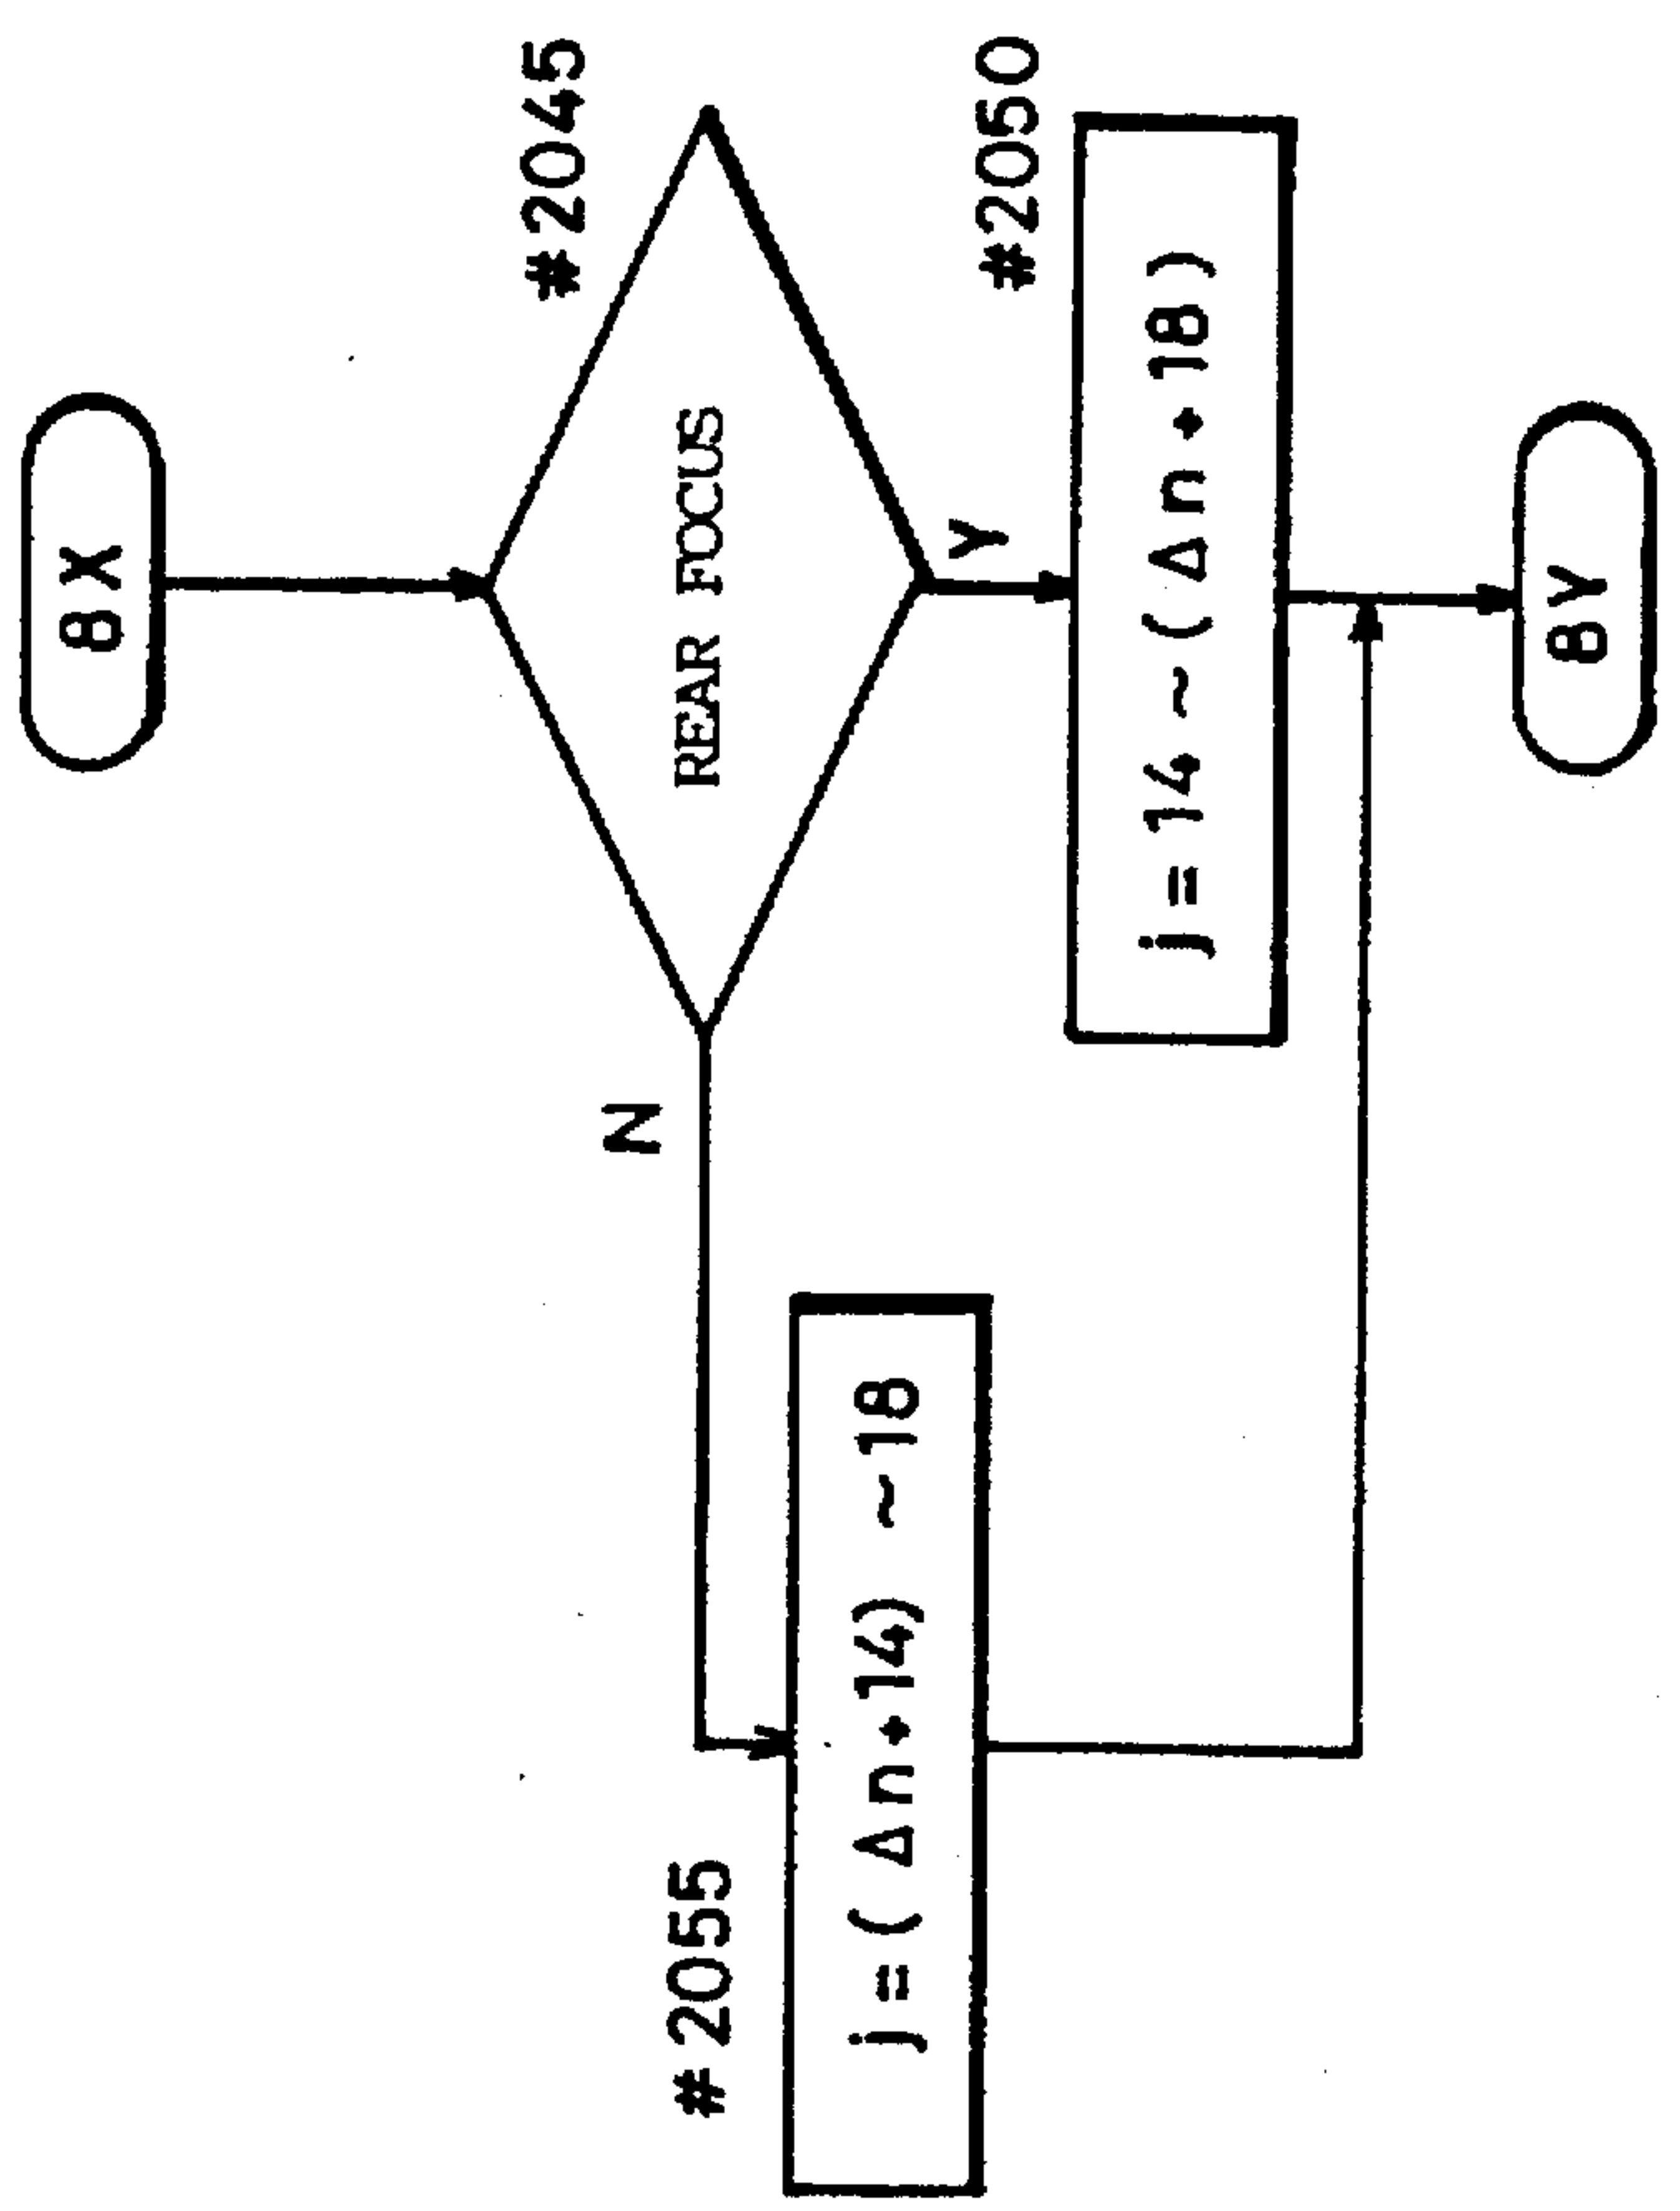 8X
#2045
REAR FOCUS
N
Y
#2055
j=(Δn+14) ~18
#2050
j=14~(Δn+18)
8Y